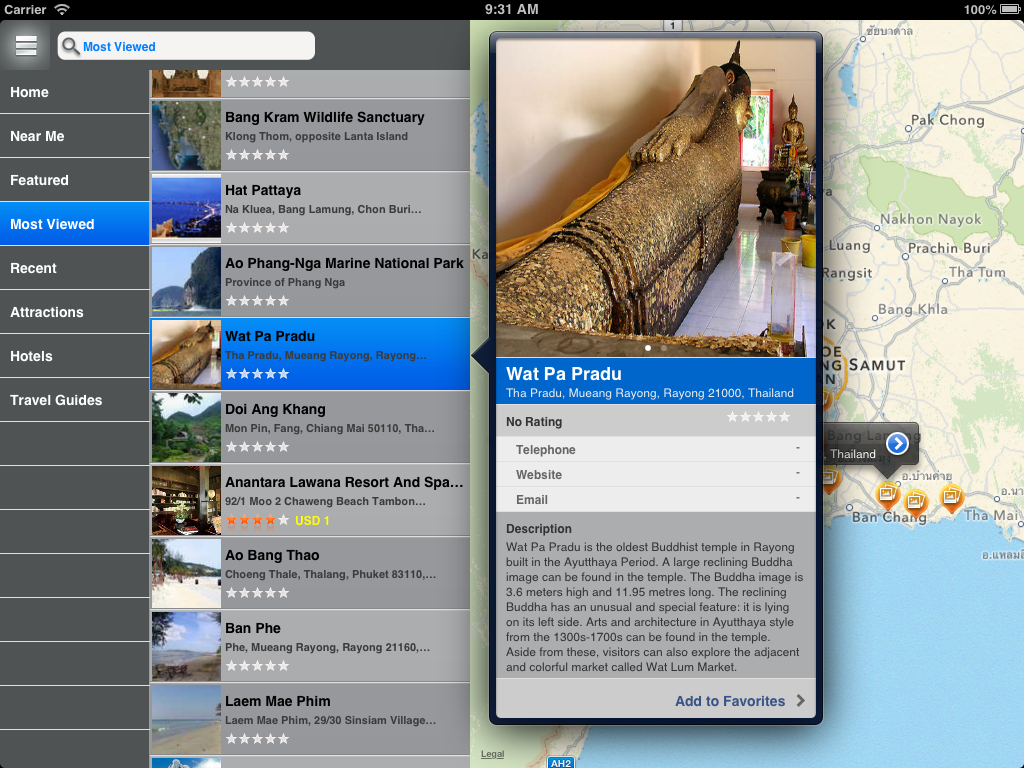 Carrier
9:31 AM
100%
Most Viewed
Home
Near Me
Featured
Most Viewed
Recent
Attractions
Hotels
Travel Guides
Bang Kram Wildlife Sanctuary
Klong Thom, opposite Lanta Island
Hat Pattaya
Na Kluea, Bang Lamung, Chon Buri...
Ao Phang-Nga Marine National Park
Province of Phang Nga
Wat Pa Pradu
Tha Pradu, Mueang Rayong, Rayong...
Doi Ang Khang
Mon Pin, Fang, Chiang Mai 50110, Tha...
Anantara Lawana Resort And Spa...
92/1 Moo 2 Chaweng Beach Tambon...
USD 1
Ao Bang Thao
Choeng Thale, Thalang, Phuket 83110,...
Ban Phe
Phe, Mueang Rayong, Rayong 21160,...
Laem Mae Phim
Laem Mae Phim, 29/30 Sinsiam Village...
Wat Pa Pradu
Tha Pradu, Mueang Rayong, Rayong 21000, Thailand
No Rating
Telephone -
Website -
Email -
Description
Wat Pa Pradu is the oldest Buddhist temple in Rayong
built in the Ayutthaya Period. A large reclining Buddha
image can be found in the temple. The Buddha image is
3.6 meters high and 11.95 metres long. The reclining
Buddha has an unusual and special feature: it is lying
on its left side. Arts and architecture in Ayutthaya style
from the 1300s-1700s can be found in the temple.
Aside from these, visitors can also explore the adjacent
and colorful market called Wat Lum Market.
Add to Favorites
1
ชัยบาดาล
Pak Chong
Nakhon Nayok
Luang
Prachin Buri
Rangsit
Tha Tum
Bang Khla
SAMUT
Thailand
อ.บ้านค่าย
Ban Chang
Tha Mai
Legal
AH2